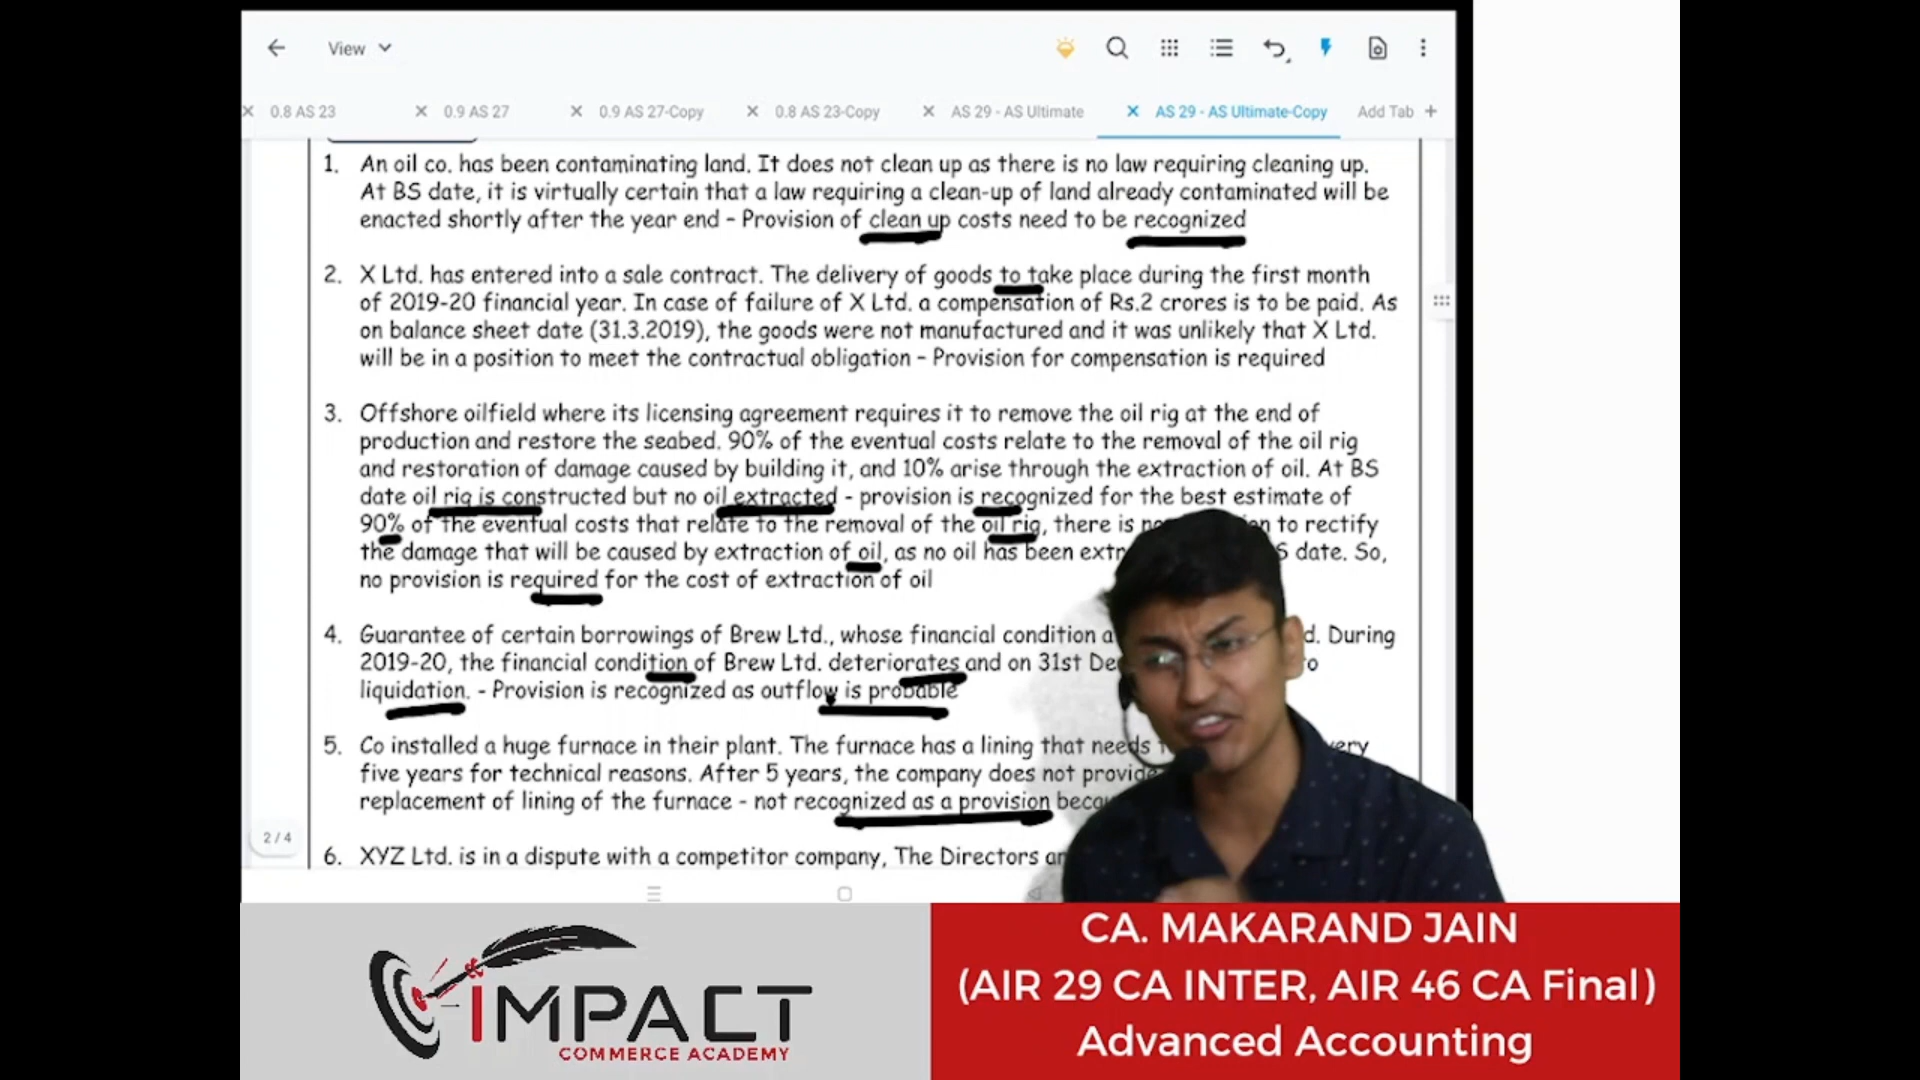 View
0.8 AS 23
0.9 AS 27
0.9 AS 27-Copy
0.8 AS 23-Copy
AS 29 - AS Ultimate
AS 29 - AS Ultimate-Copy
Add Tab +
1. An oil co. has been contaminating land. It does not clean up as there is no law requiring cleaning up.
At BS date, it is virtually certain that a law requiring a clean-up of land already contaminated will be
enacted shortly after the year end - Provision of clean up costs need to be recognized
2. X Ltd. has entered into a sale contract. The delivery of goods to take place during the first month
of 2019-20 financial year. In case of failure of X Ltd. a compensation of Rs.2 crores is to be paid. As
on balance sheet date (31.3.2019), the goods were not manufactured and it was unlikely that X Ltd.
will be in a position to meet the contractual obligation - Provision for compensation is required
3. Offshore oilfield where its licensing agreement requires it to remove the oil rig at the end of
production and restore the seabed. 90% of the eventual costs relate to the removal of the oil rig
and restoration of damage caused by building it, and 10% arise through the extraction of oil. At BS
date oil rig is constructed but no oil extracted - provision is recognized for the best estimate of
90% of the eventual costs that relate to the removal of the oil rig, there is to rectify
the damage that will be caused by extraction of oil, as no oil has been date. So,
no provision is required for the cost of extraction of oil
4. Guarantee of certain borrowings of Brew Ltd., whose financial condition During
2019-20, the financial condition of Brew Ltd. deteriorates and on 31st
liquidation. - Provision is recognized as outflow is probable
5. Co installed a huge furnace in their plant. The furnace has a lining that needs
five years for technical reasons. After 5 years, the company does not provide
replacement of lining of the furnace - not recognized as a provision
6. XYZ Ltd. is in a dispute with a competitor company, The Directors
2 / 4
IMPACT
COMMERCE ACADEMY
CA. MAKARAND JAIN
(AIR 29 CA INTER, AIR 46 CA Final)
Advanced Accounting